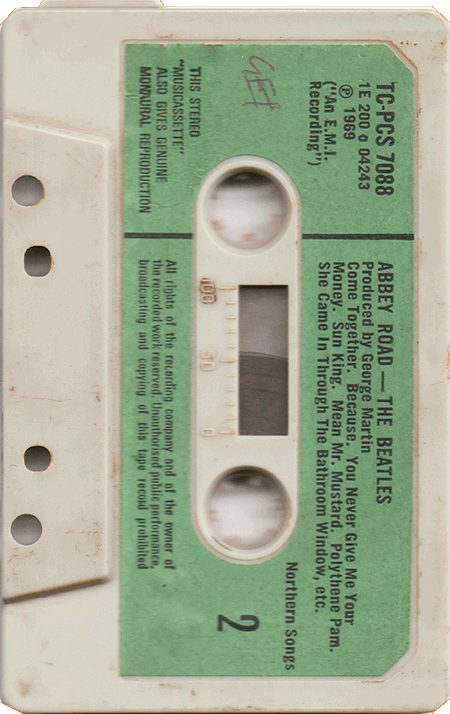 TC-PCS 7088
1E 200 o 04243
℗ 1969
("An E.M.I.
Recording")
THIS STEREO
"MUSICASSETTE"
ALSO GIVES GENUINE
MONAURAL REPRODUCTION
ABBEY ROAD — THE BEATLES
Produced by George Martin
Come Together. Because. You Never Give Me Your
Money. Sun King. Mean Mr. Mustard. Polythene Pam.
She Came In Through The Bathroom Window, etc.
Northern Songs
2
100 50 0
All rights of the recording company and of the owner of
the recorded work reserved. Unauthorised public performance,
broadcasting and copying of this tape record prohibited